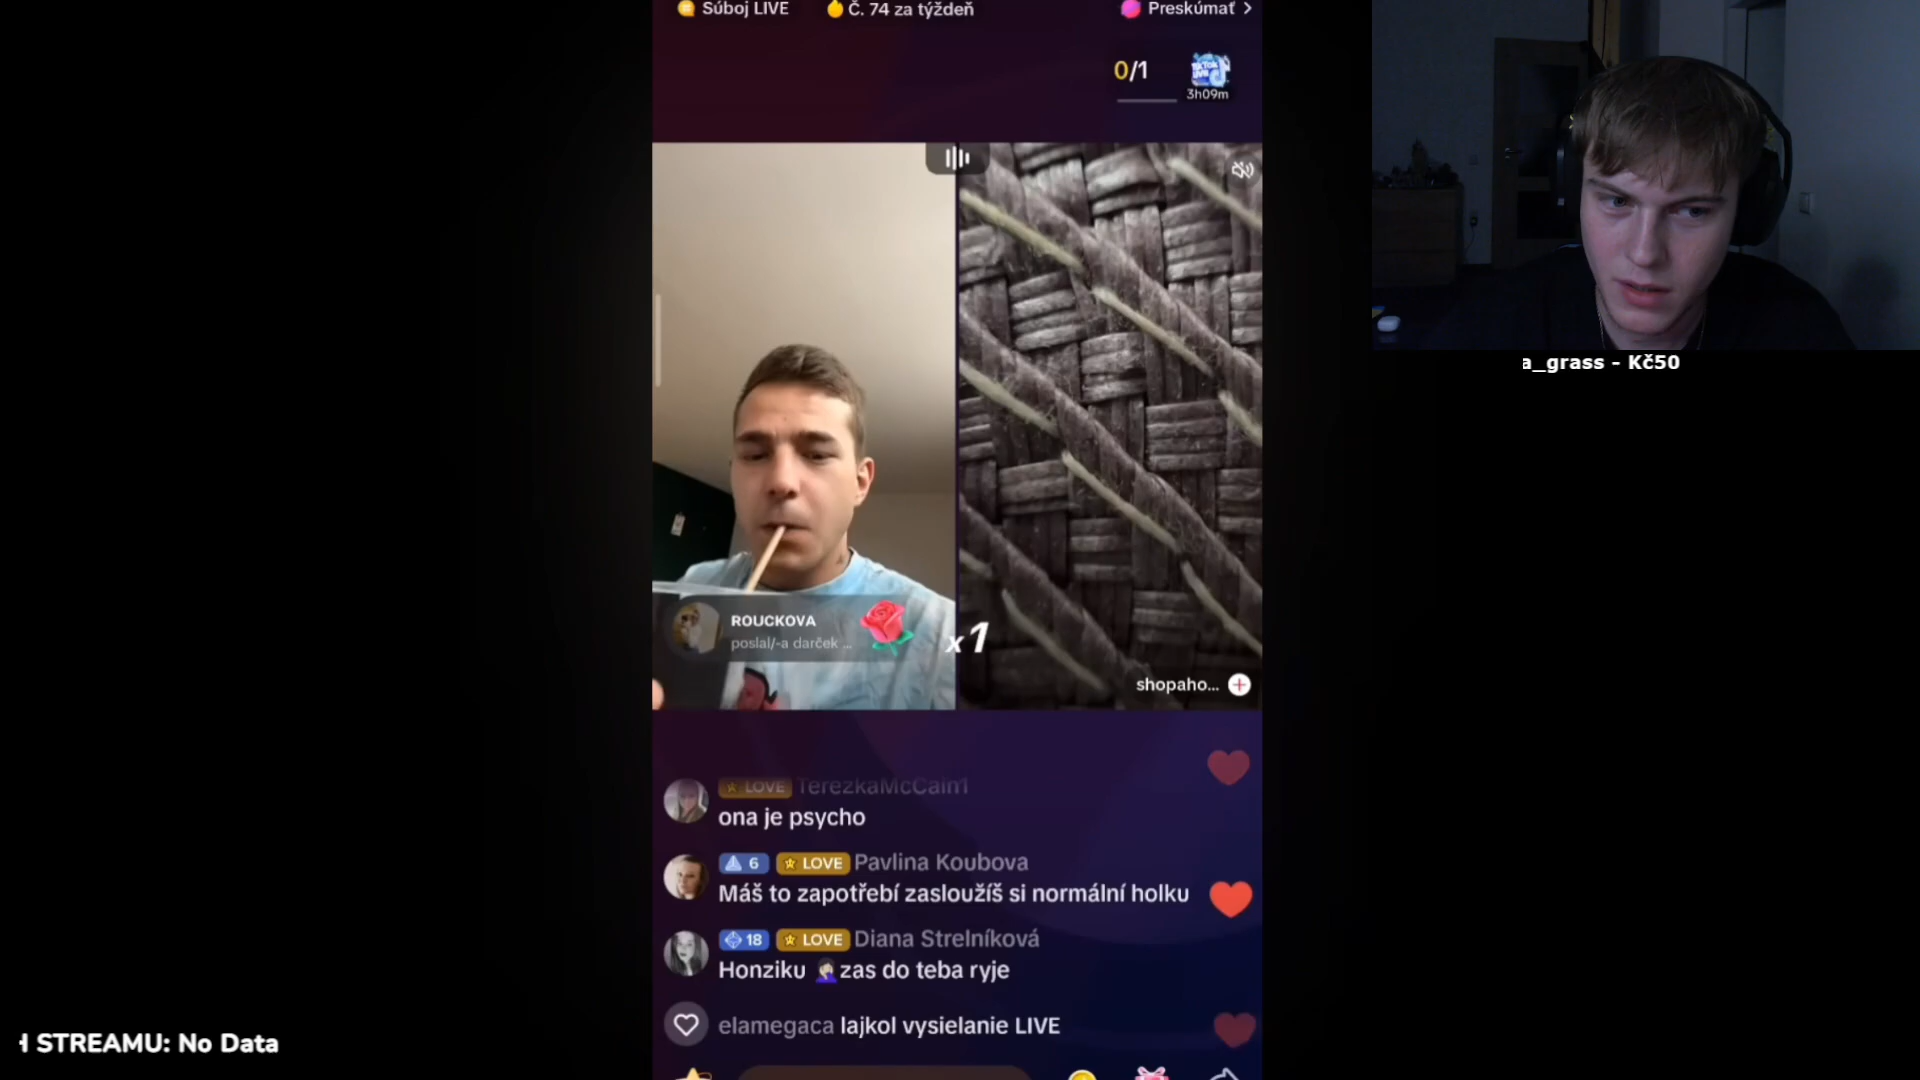 Súboj LIVE
Č. 74 za týždeň
Preskúmať
0/1
TikTok LIVE
3h09m
ROUCKOVA
poslal/-a darček ...
x1
shopaho...
LOVE TerezkaMcCain1
ona je psycho
6 LOVE Pavlina Koubova
Máš to zapotřebí zasloužíš si normální holku
18 LOVE Diana Strelníková
Honziku 🤦🏻‍♀️zas do teba ryje
elamegaca lajkol vysielanie LIVE
a_grass - Kč50
STREAMU: No Data